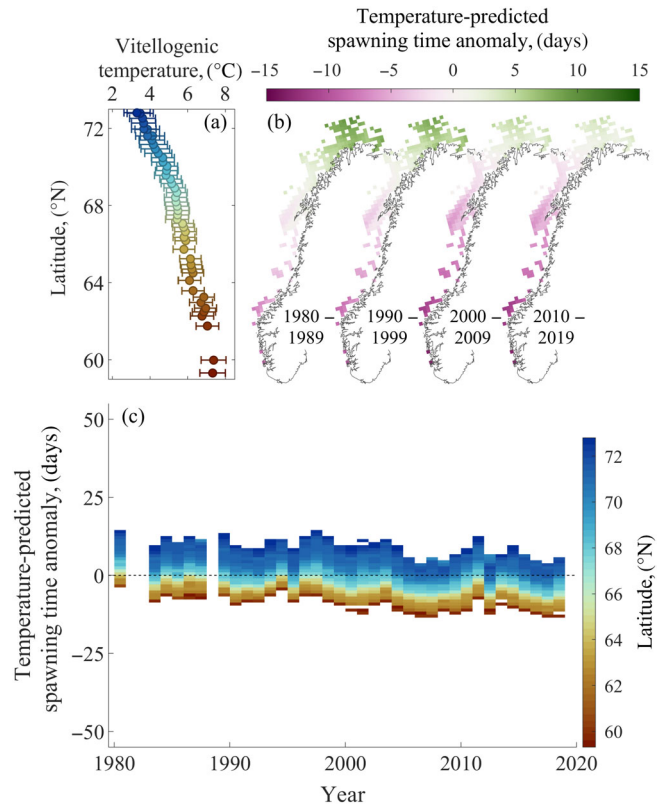 Temperature-predicted
spawning time anomaly, (days)
−15 −10 −5 0 5 10 15
Vitellogenic
temperature, (°C)
2 4 6 8
(a)
(b)
72
68
64
60
Latitude, (°N)
1980 –
1989
1990 –
1999
2000 –
2009
2010 –
2019
(c)
50
25
0
−25
−50
Temperature-predicted
spawning time anomaly, (days)
1980 1990 2000 2010 2020
Year
72
70
68
66
64
62
60
Latitude, (°N)